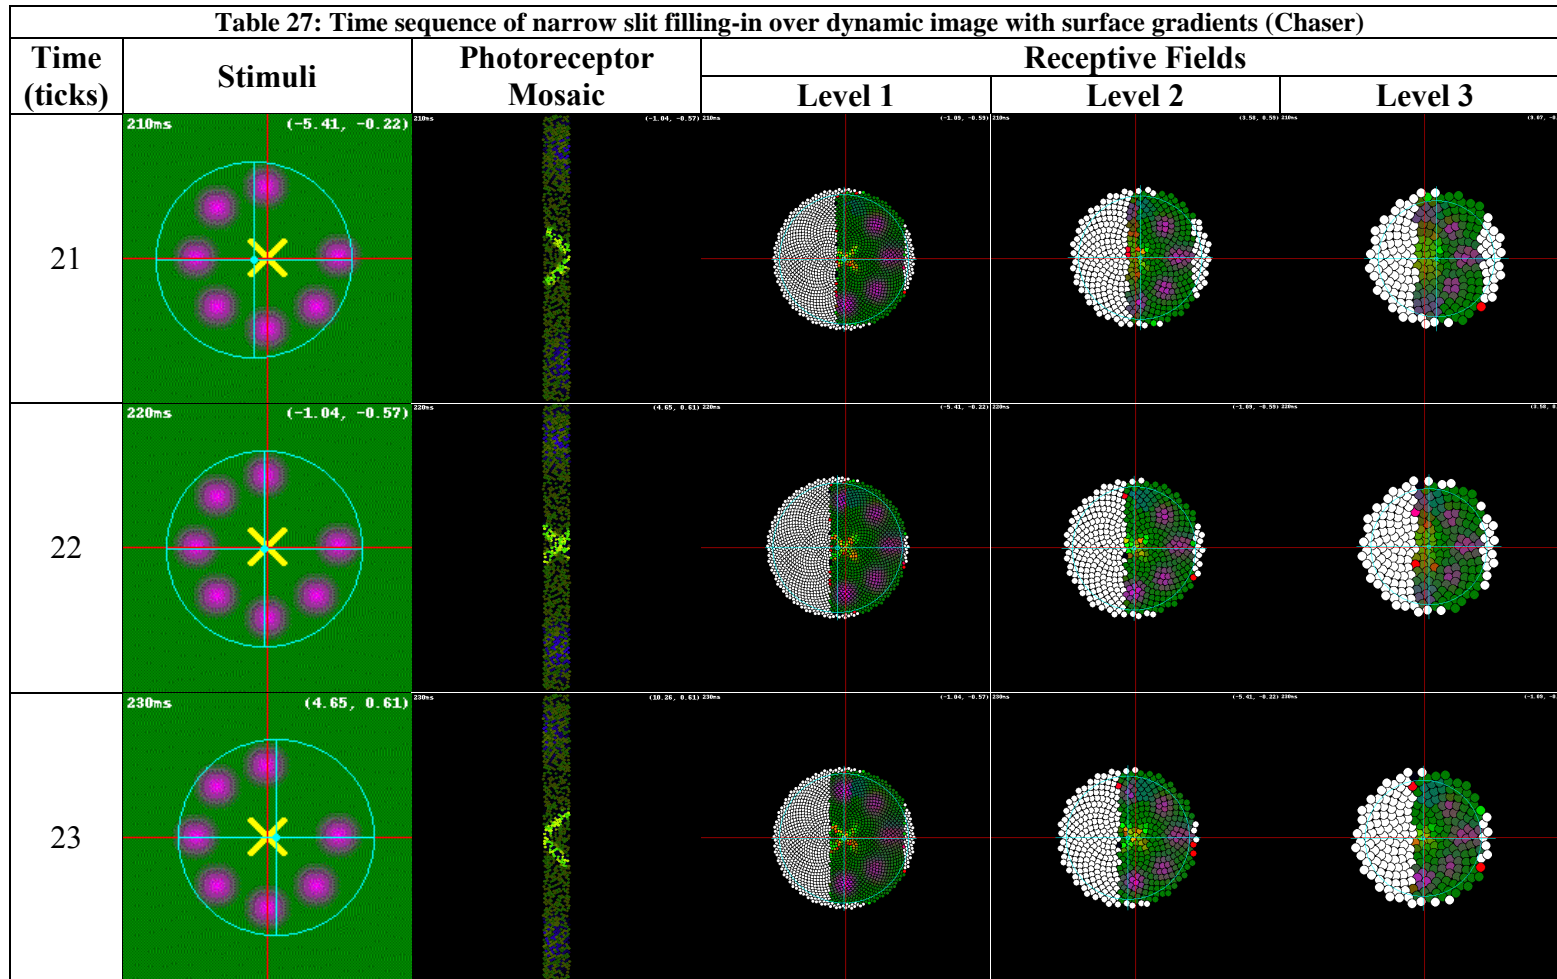 Table 27: Time sequence of narrow slit filling-in over dynamic image with surface gradients (Chaser)
Time (ticks) Stimuli Photoreceptor Mosaic Receptive Fields
Level 1 Level 2 Level 3
21
210ms (-5.41, -0.22) 210ms (-1.04, -0.57) 210ms (-1.09, -0.59) 210ms (3.58, 0.59) 210ms
22
220ms (-1.04, -0.57) 220ms (4.65, 0.61) 220ms (-5.41, -0.22) 220ms (-1.09, -0.59) 220ms
23
230ms (4.65, 0.61) 230ms (10.26, 0.61) 230ms (-1.04, -0.57) 230ms (-5.41, -0.22) 230ms